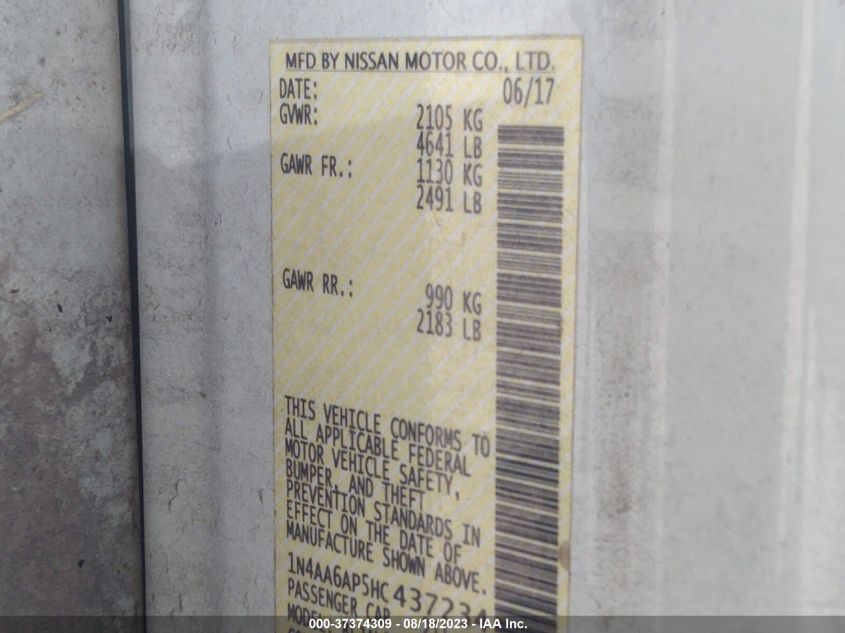 MFD BY NISSAN MOTOR CO., LTD.
DATE: 06/17
GVWR: 2105 KG
4641 LB
GAWR FR.: 1130 KG
2491 LB
GAWR RR.: 990 KG
2183 LB
THIS VEHICLE CONFORMS TO
ALL APPLICABLE FEDERAL
MOTOR VEHICLE SAFETY,
BUMPER, AND THEFT
PREVENTION STANDARDS IN
EFFECT ON THE DATE OF
MANUFACTURE SHOWN ABOVE.
1N4AA6AP5HC437234
PASSENGER CAR
000-37374309 - 08/18/2023 - IAA Inc.